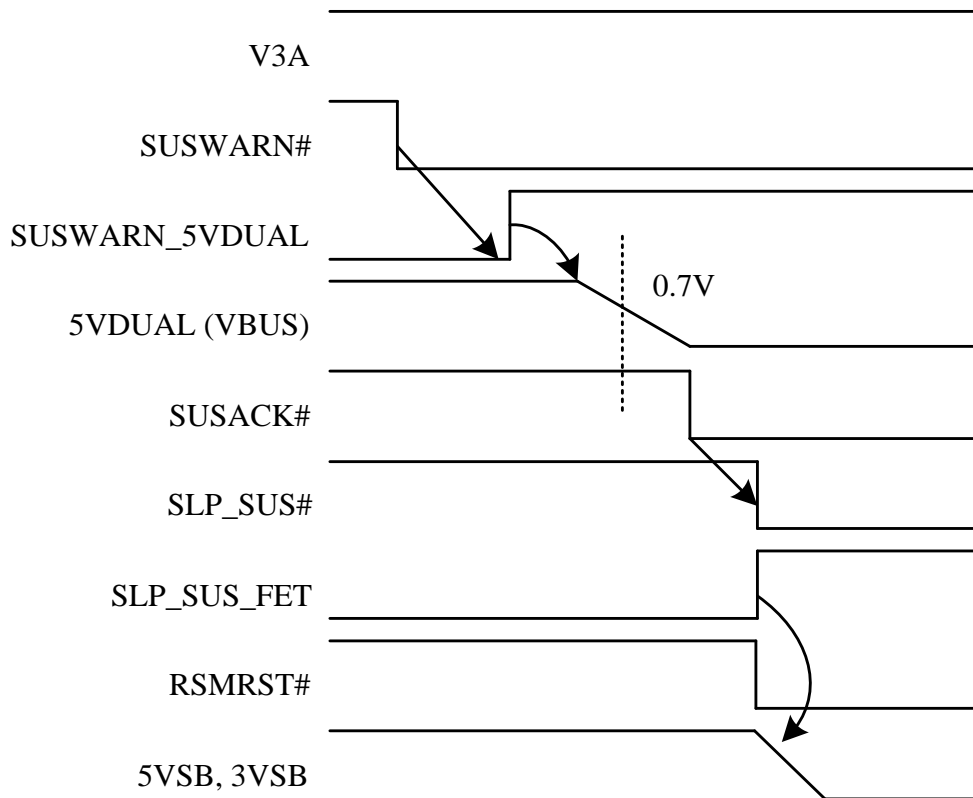 V3A
SUSWARN#
SUSWARN_5VDUAL
0.7V
5VDUAL (VBUS)
SUSACK#
SLP_SUS#
SLP_SUS_FET
RSMRST#
5VSB, 3VSB